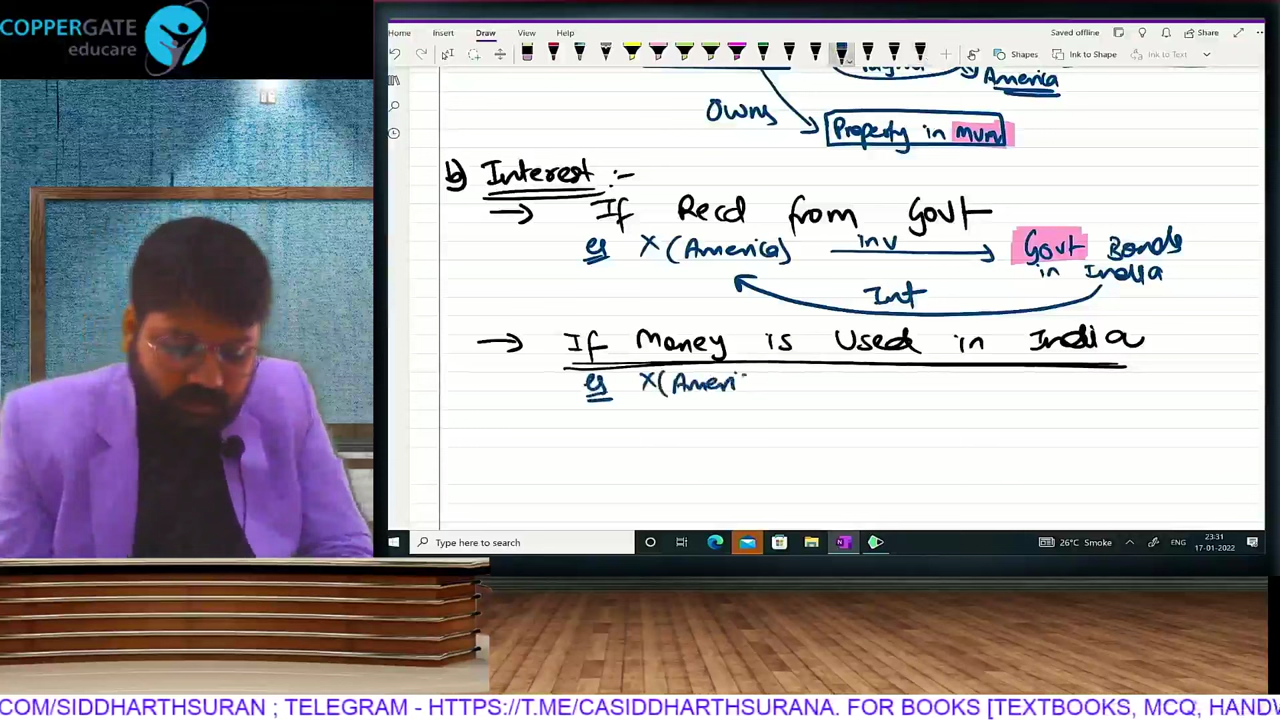 COPPERGATE
educare
Home Insert Draw View Help
Saved offline
Share
Shapes
Ink to Shape
Ink to Text
America
Owns
Property in mum
b) Interest :-
→ If Recd from Govt
eg X (America) inv Govt Bonds
in India
Int
→ If Money is Used in India
eg X (Ameri
Type here to search
26°C Smoke
ENG
23:31
17-01-2022
COM/SIDDHARTHSURAN ; TELEGRAM - HTTPS://T.ME/CASIDDHARTHSURANA. FOR BOOKS [TEXTBOOKS, MCQ, HANDW